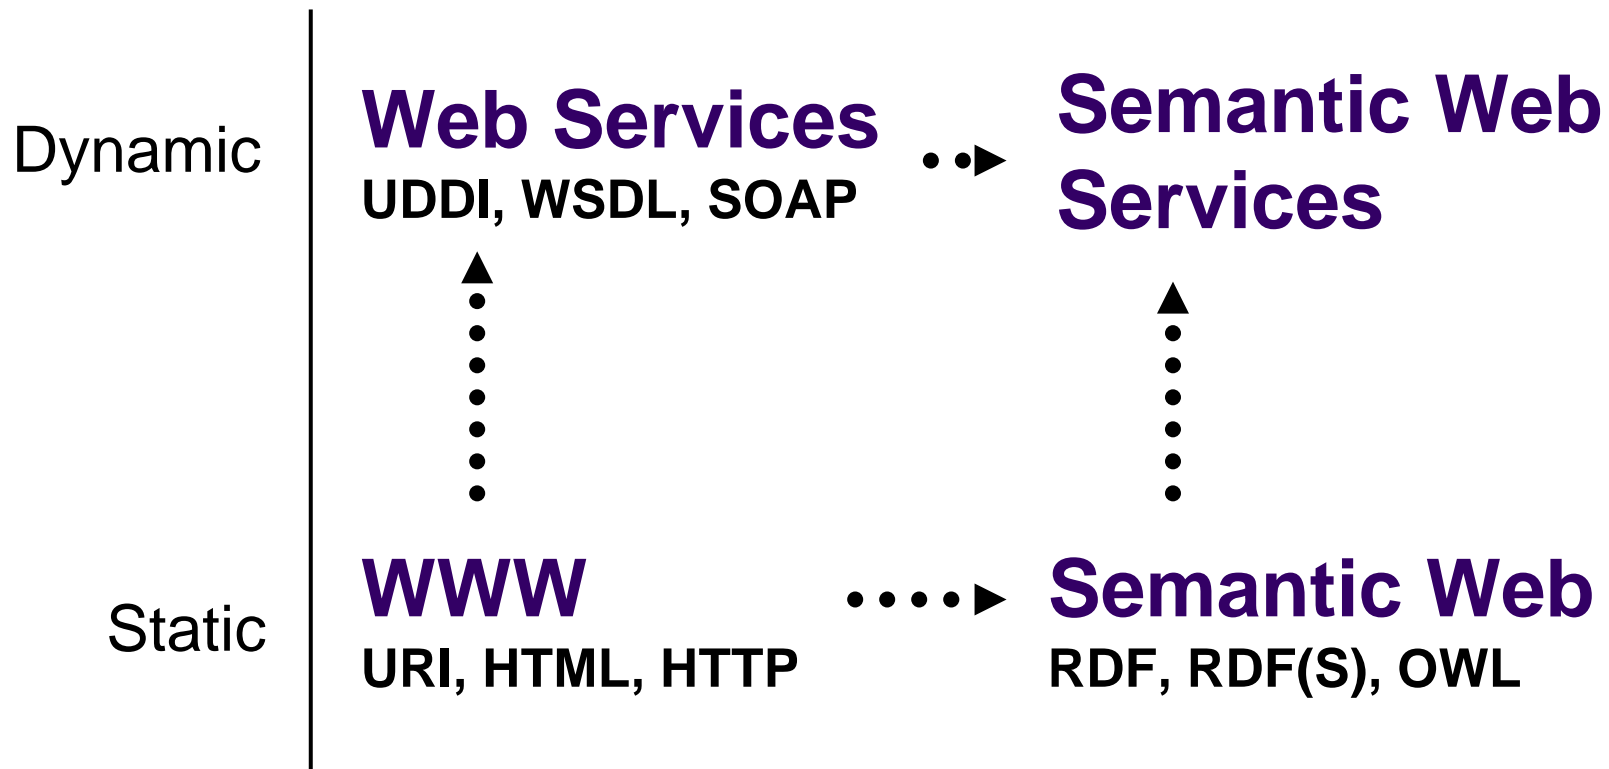 Dynamic
Web Services
UDDI, WSDL, SOAP
Semantic Web
Services
Static
WWW
URI, HTML, HTTP
Semantic Web
RDF, RDF(S), OWL